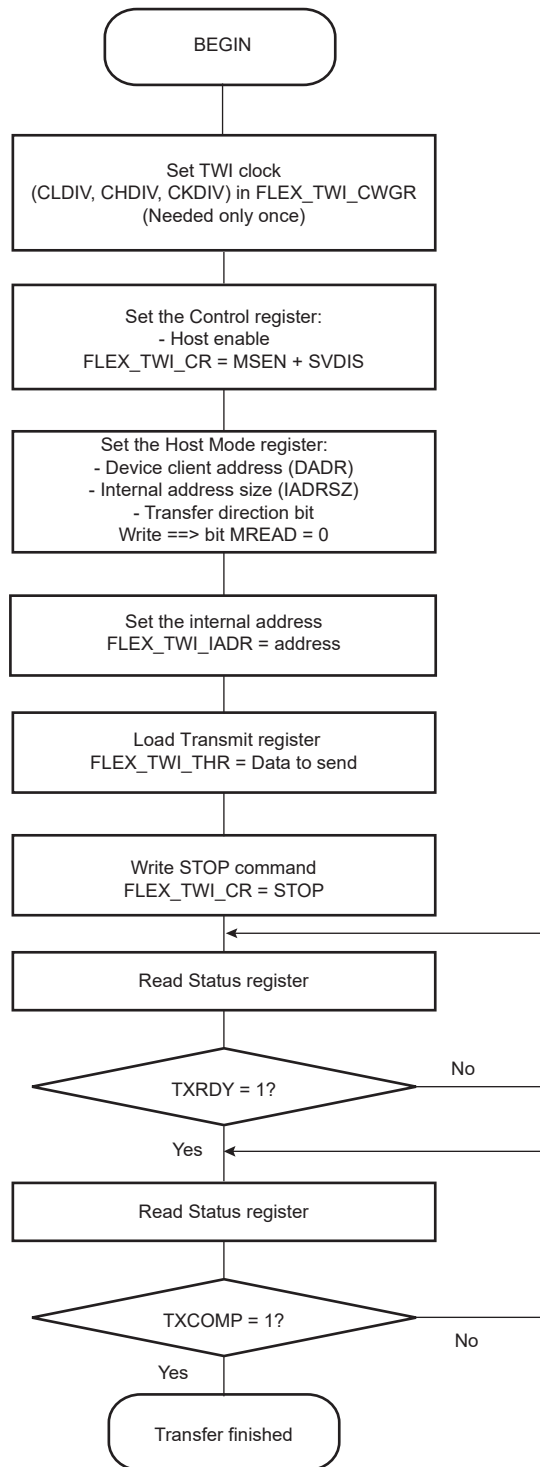 BEGIN
Set TWI clock
(CLDIV, CHDIV, CKDIV) in FLEX_TWI_CWGR
(Needed only once)
Set the Control register:
- Host enable
FLEX_TWI_CR = MSEN + SVDIS
Set the Host Mode register:
- Device client address (DADR)
- Internal address size (IADRSZ)
- Transfer direction bit
Write ==> bit MREAD = 0
Set the internal address
FLEX_TWI_IADR = address
Load Transmit register
FLEX_TWI_THR = Data to send
Write STOP command
FLEX_TWI_CR = STOP
Read Status register
No
TXRDY = 1?
Yes
Read Status register
TXCOMP = 1?
No
Yes
Transfer finished